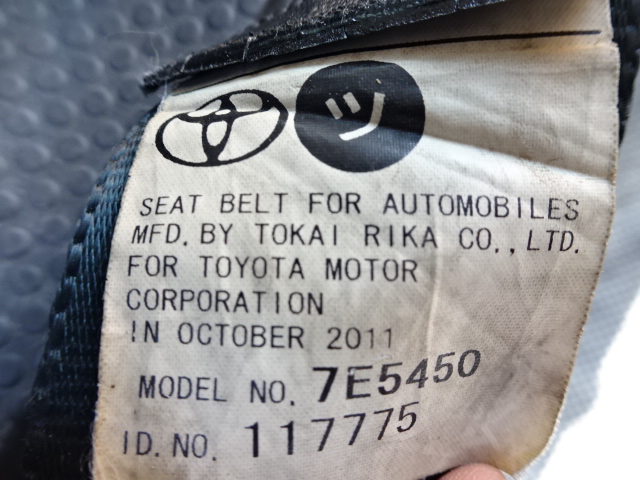 ツ
SEAT BELT FOR AUTOMOBILES
MFD. BY TOKAI RIKA CO., LTD.
FOR TOYOTA MOTOR
CORPORATION
IN OCTOBER 2011
MODEL NO. 7E5450
ID. NO. 117775